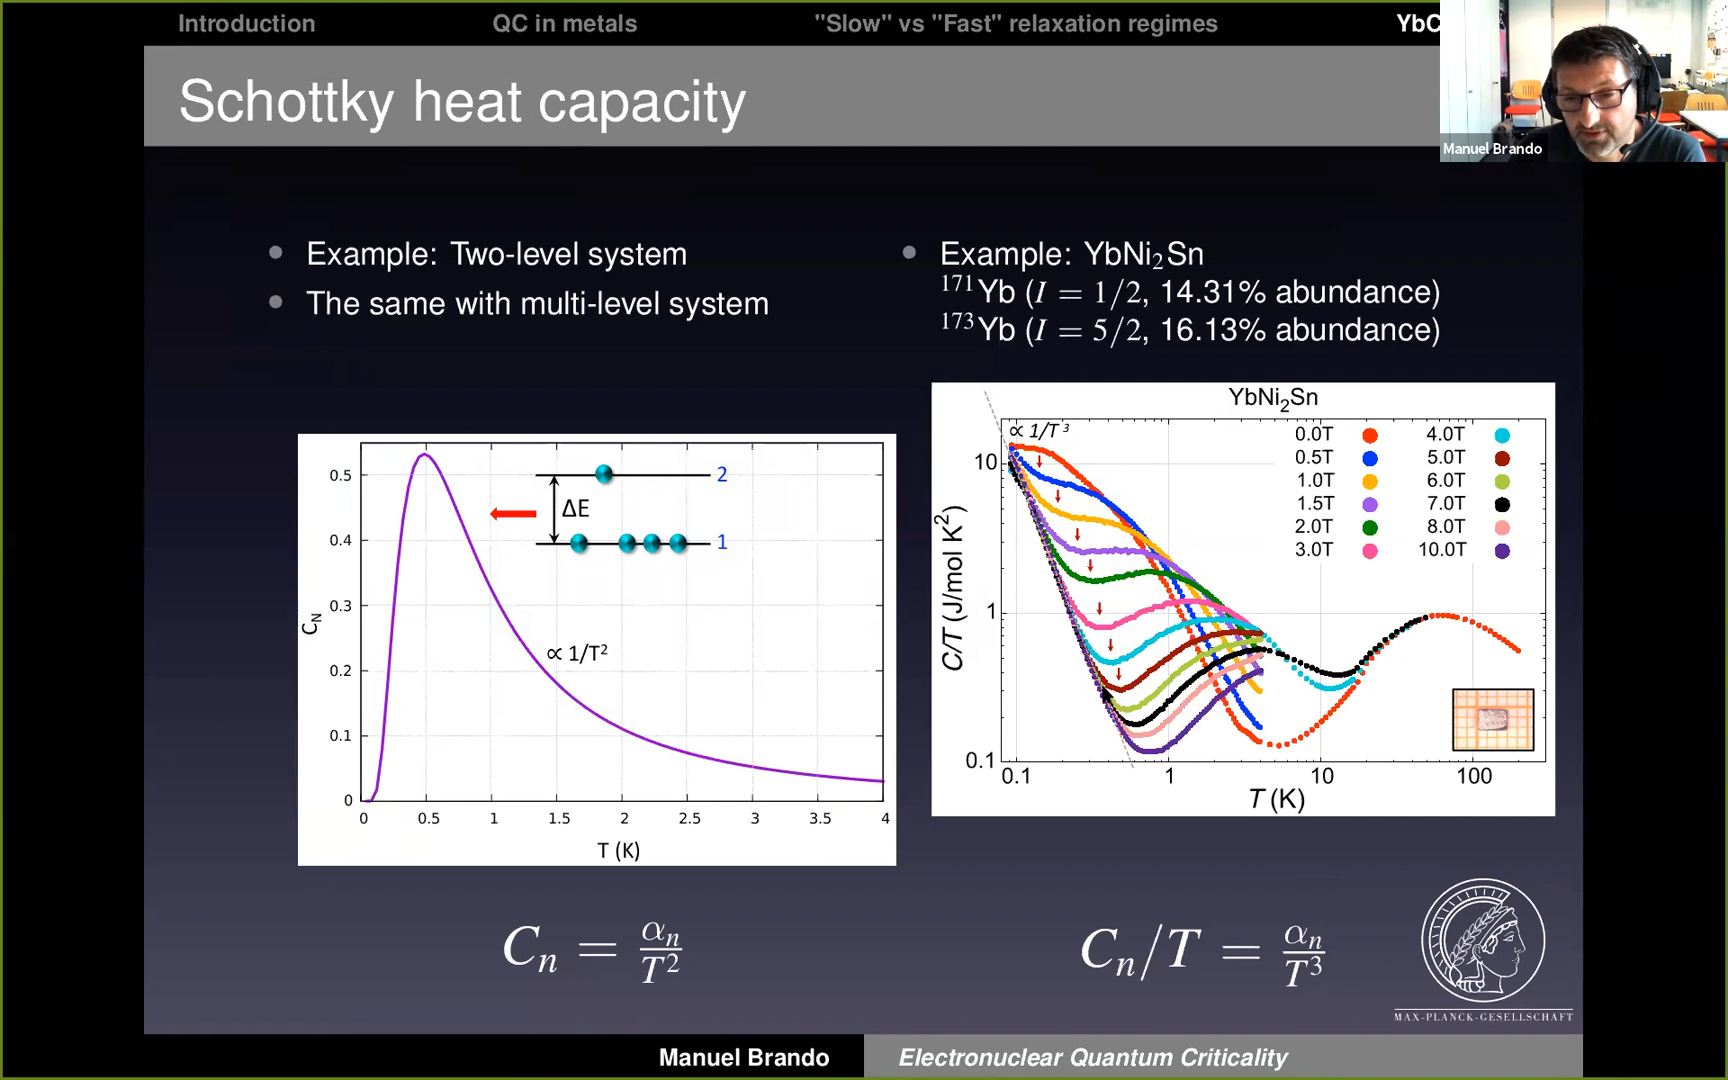 Introduction
QC in metals
"Slow" vs "Fast" relaxation regimes
YbC
Schottky heat capacity
Manuel Brando
Example: Two-level system
The same with multi-level system
Example: YbNi₂Sn
¹⁷¹Yb (I = 1/2, 14.31% abundance)
¹⁷³Yb (I = 5/2, 16.13% abundance)
0.5
0.4
0.3
0.2
0.1
0
C_N
2
ΔE
1
∝ 1/T²
0 0.5 1 1.5 2 2.5 3 3.5 4
T (K)
YbNi₂Sn
∝ 1/T³
0.0T 4.0T
0.5T 5.0T
1.0T 6.0T
1.5T 7.0T
2.0T 8.0T
3.0T 10.0T
10
1
0.1
C/T (J/mol K²)
0.1 1 10 100
T (K)
Cₙ = αₙ/T²
Cₙ/T = αₙ/T³
MAX-PLANCK-GESELLSCHAFT
Manuel Brando
Electronuclear Quantum Criticality